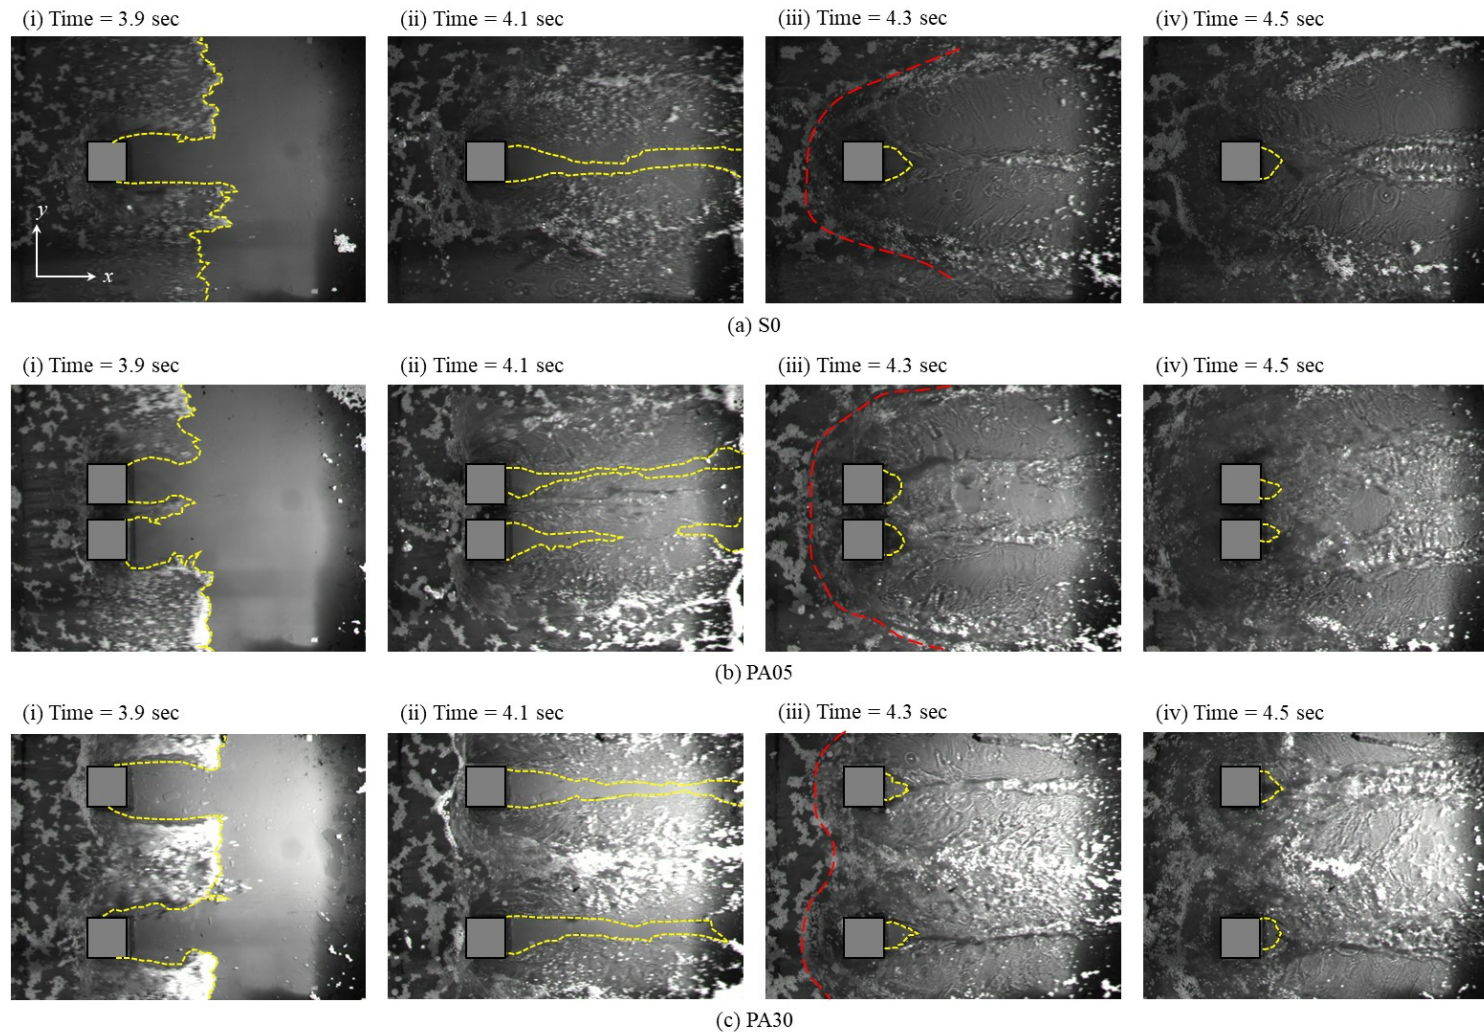 (i) Time = 3.9 sec (ii) Time = 4.1 sec (iii) Time = 4.3 sec (iv) Time = 4.5 sec
y
x
(a) S0
(i) Time = 3.9 sec (ii) Time = 4.1 sec (iii) Time = 4.3 sec (iv) Time = 4.5 sec
(b) PA05
(i) Time = 3.9 sec (ii) Time = 4.1 sec (iii) Time = 4.3 sec (iv) Time = 4.5 sec
(c) PA30